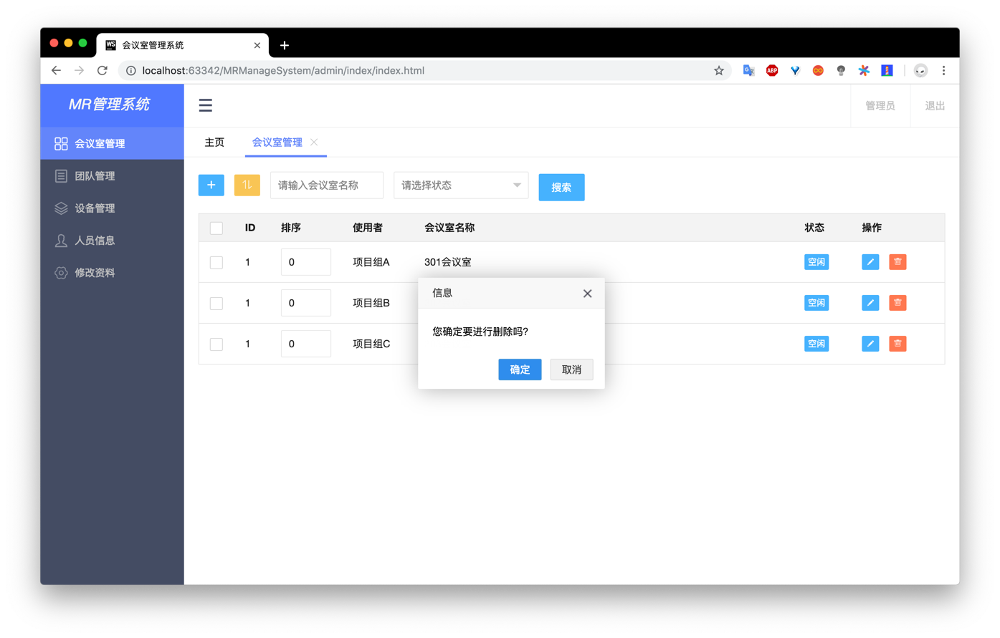 会议室管理系统
localhost:63342/MRManageSystem/admin/index/index.html
ABP
MR管理系统
管理员 退出
会议室管理
团队管理
设备管理
人员信息
修改资料
主页 会议室管理
请输入会议室名称 请选择状态 搜索
ID 排序 使用者 会议室名称 状态 操作
1 0 项目组A 301会议室 空闲
1 0 项目组B 空闲
1 0 项目组C 空闲
信息
您确定要进行删除吗?
确定 取消